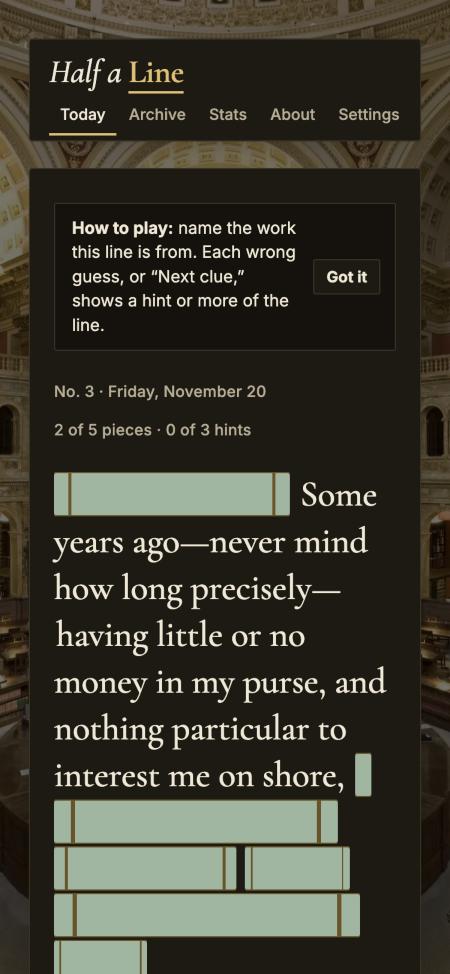 Half a Line
Today Archive Stats About Settings
How to play: name the work
this line is from. Each wrong
guess, or “Next clue,”
shows a hint or more of the
line.
Got it
No. 3 · Friday, November 20
2 of 5 pieces · 0 of 3 hints
Some
years ago—never mind
how long precisely—
having little or no
money in my purse, and
nothing particular to
interest me on shore,